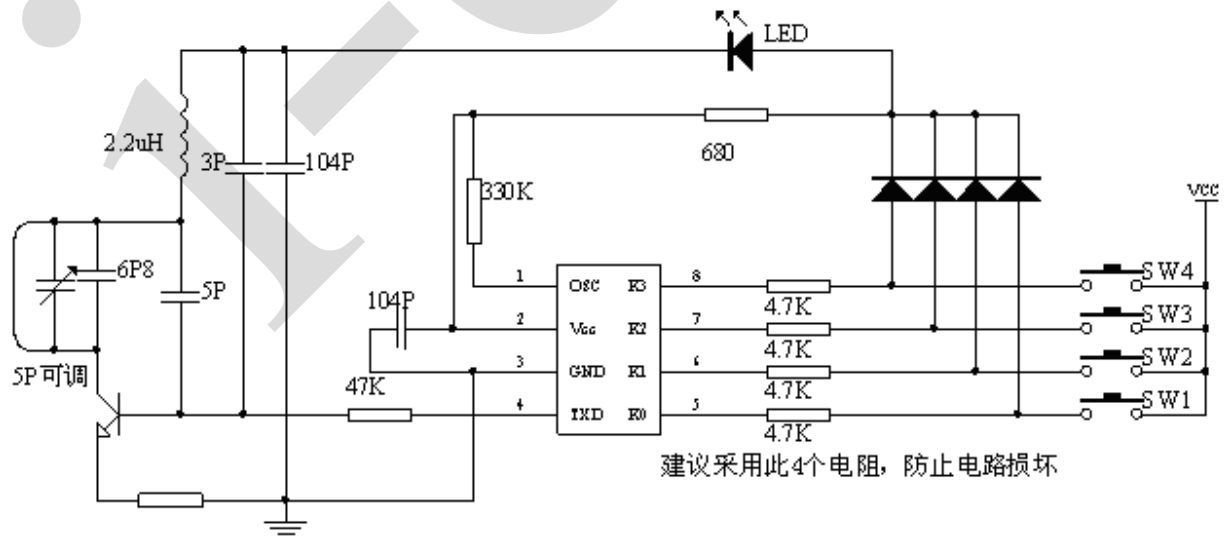 LED
2.2uH
3P
104P
680
330K
vcc
6P8
5P
1
OSC
K3
8
SW4
104P
4.7K
2
Vcc
K2
7
SW3
4.7K
3
GND
K1
6
SW2
5P可调
47K
4.7K
4
TXD
K0
5
SW1
4.7K
建议采用此4个电阻，防止电路损坏